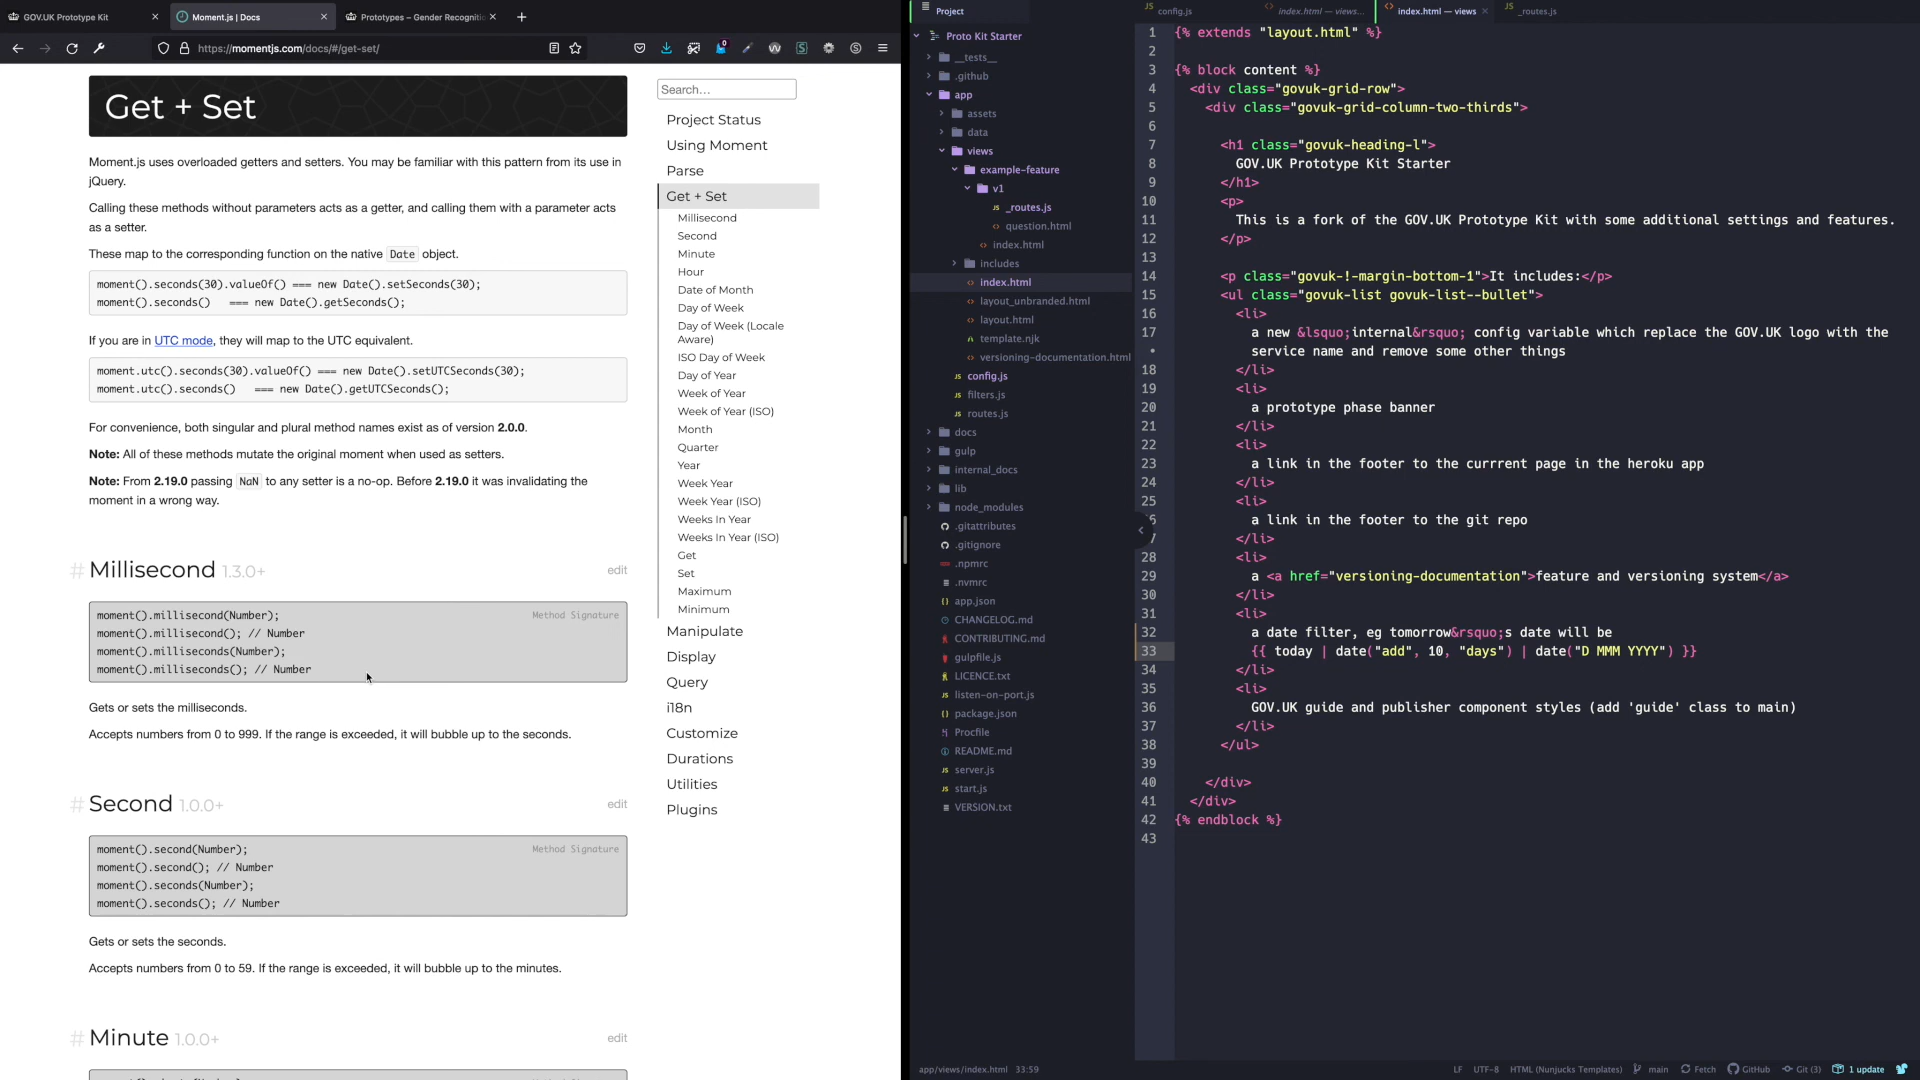 GOV.UK Prototype Kit
Moment.js | Docs
Prototypes – Gender Recogniti
https://momentjs.com/docs/#/get-set/
Get + Set
Moment.js uses overloaded getters and setters. You may be familiar with this pattern from its use in
jQuery.
Calling these methods without parameters acts as a getter, and calling them with a parameter acts
as a setter.
These map to the corresponding function on the native Date object.
moment().seconds(30).valueOf() === new Date().setSeconds(30);
moment().seconds()   === new Date().getSeconds();
If you are in UTC mode, they will map to the UTC equivalent.
moment.utc().seconds(30).valueOf() === new Date().setUTCSeconds(30);
moment.utc().seconds()   === new Date().getUTCSeconds();
For convenience, both singular and plural method names exist as of version 2.0.0.
Note: All of these methods mutate the original moment when used as setters.
Note: From 2.19.0 passing NaN to any setter is a no-op. Before 2.19.0 it was invalidating the
moment in a wrong way.
# Millisecond 1.3.0+
edit
moment().millisecond(Number);
Method Signature
moment().millisecond(); // Number
moment().milliseconds(Number);
moment().milliseconds(); // Number
Gets or sets the milliseconds.
Accepts numbers from 0 to 999. If the range is exceeded, it will bubble up to the seconds.
# Second 1.0.0+
edit
moment().second(Number);
Method Signature
moment().second(); // Number
moment().seconds(Number);
moment().seconds(); // Number
Gets or sets the seconds.
Accepts numbers from 0 to 59. If the range is exceeded, it will bubble up to the minutes.
# Minute 1.0.0+
edit
Search...
Project Status
Using Moment
Parse
Get + Set
Millisecond
Second
Minute
Hour
Date of Month
Day of Week
Day of Week (Locale
Aware)
ISO Day of Week
Day of Year
Week of Year
Week of Year (ISO)
Month
Quarter
Year
Week Year
Week Year (ISO)
Weeks In Year
Weeks In Year (ISO)
Get
Set
Maximum
Minimum
Manipulate
Display
Query
i18n
Customize
Durations
Utilities
Plugins
Project
Proto Kit Starter
__tests__
.github
app
assets
data
views
example-feature
v1
_routes.js
question.html
index.html
includes
index.html
layout_unbranded.html
layout.html
template.njk
versioning-documentation.html
config.js
filters.js
routes.js
docs
gulp
internal_docs
lib
node_modules
.gitattributes
.gitignore
.npmrc
.nvmrc
app.json
CHANGELOG.md
CONTRIBUTING.md
gulpfile.js
LICENCE.txt
listen-on-port.js
package.json
Procfile
README.md
server.js
start.js
VERSION.txt
config.js
index.html — views...
index.html — views
_routes.js
1 {% extends "layout.html" %}
2
3 {% block content %}
4 <div class="govuk-grid-row">
5 <div class="govuk-grid-column-two-thirds">
6
7 <h1 class="govuk-heading-l">
8 GOV.UK Prototype Kit Starter
9 </h1>
10 <p>
11 This is a fork of the GOV.UK Prototype Kit with some additional settings and features.
12 </p>
13
14 <p class="govuk-!-margin-bottom-1">It includes:</p>
15 <ul class="govuk-list govuk-list--bullet">
16 <li>
17 a new &lsquo;internal&rsquo; config variable which replace the GOV.UK logo with the
• service name and remove some other things
18 </li>
19 <li>
20 a prototype phase banner
21 </li>
22 <li>
23 a link in the footer to the currrent page in the heroku app
24 </li>
25 <li>
6 a link in the footer to the git repo
7 </li>
28 <li>
29 a <a href="versioning-documentation">feature and versioning system</a>
30 </li>
31 <li>
32 a date filter, eg tomorrow&rsquo;s date will be
33 {{ today | date("add", 10, "days") | date("D MMM YYYY") }}
34 </li>
35 <li>
36 GOV.UK guide and publisher component styles (add 'guide' class to main)
37 </li>
38 </ul>
39
40 </div>
41 </div>
42 {% endblock %}
43
app/views/index.html 33:59
LF UTF-8 HTML (Nunjucks Templates) main Fetch GitHub Git (3) 1 update